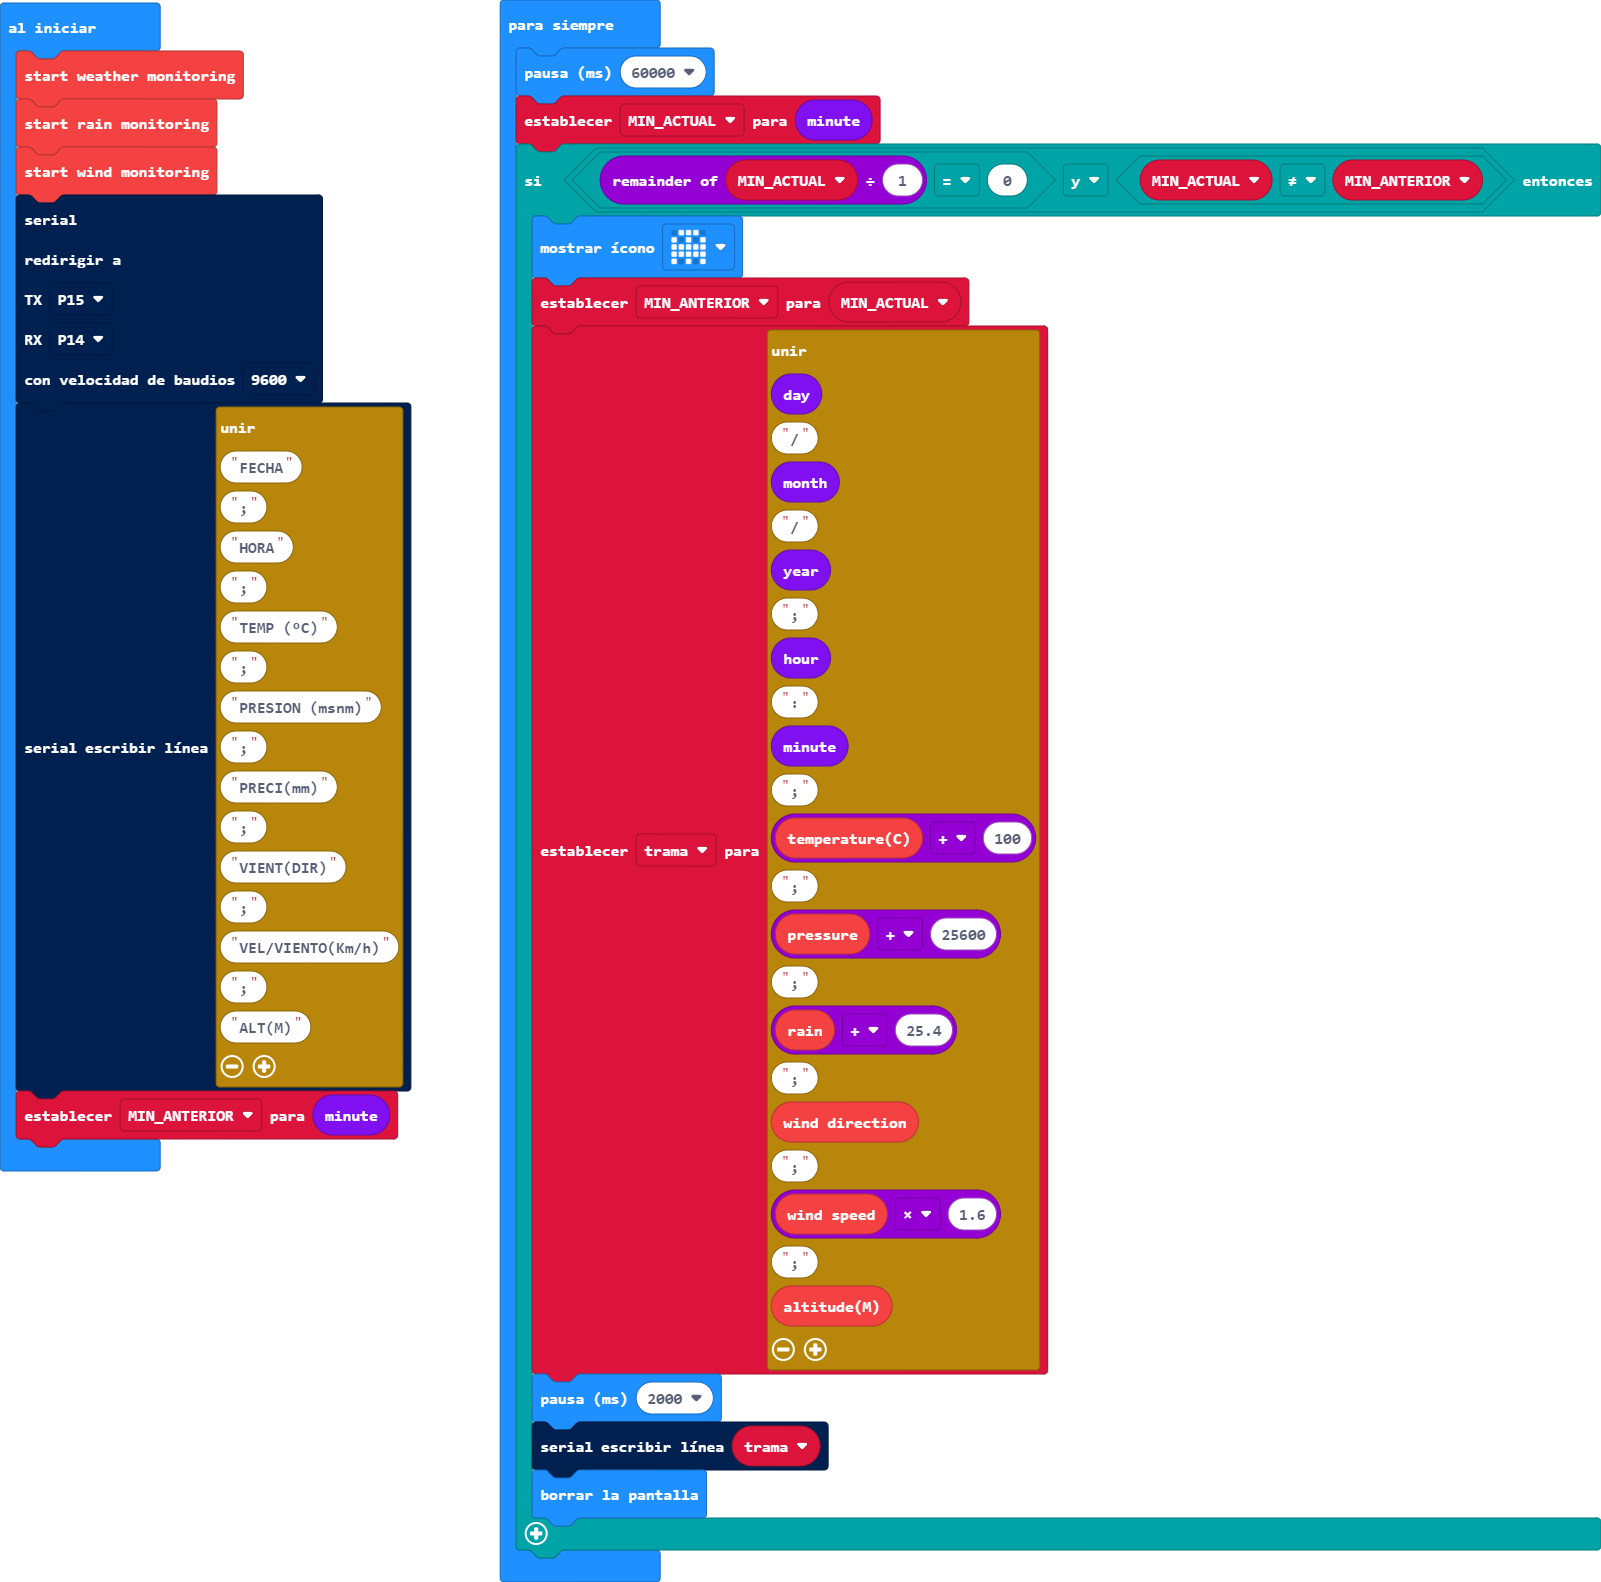 al iniciar
start weather monitoring
start rain monitoring
start wind monitoring
serial
redirigir a
TX P15
RX P14
con velocidad de baudios 9600
serial escribir línea
unir
"FECHA"
";"
"HORA"
";"
"TEMP (ºC)"
";"
"PRESION (msnm)"
";"
"PRECI(mm)"
";"
"VIENT(DIR)"
";"
"VEL/VIENTO(Km/h)"
";"
"ALT(M)"
establecer MIN_ANTERIOR para minute
para siempre
pausa (ms) 60000
establecer MIN_ACTUAL para minute
si remainder of MIN_ACTUAL ÷ 1 = 0 y MIN_ACTUAL ≠ MIN_ANTERIOR entonces
mostrar ícono
establecer MIN_ANTERIOR para MIN_ACTUAL
establecer trama para
unir
day
"/"
month
"/"
year
";"
hour
":"
minute
";"
temperature(C) ÷ 100
";"
pressure ÷ 25600
";"
rain ÷ 25.4
";"
wind direction
";"
wind speed × 1.6
";"
altitude(M)
pausa (ms) 2000
serial escribir línea trama
borrar la pantalla